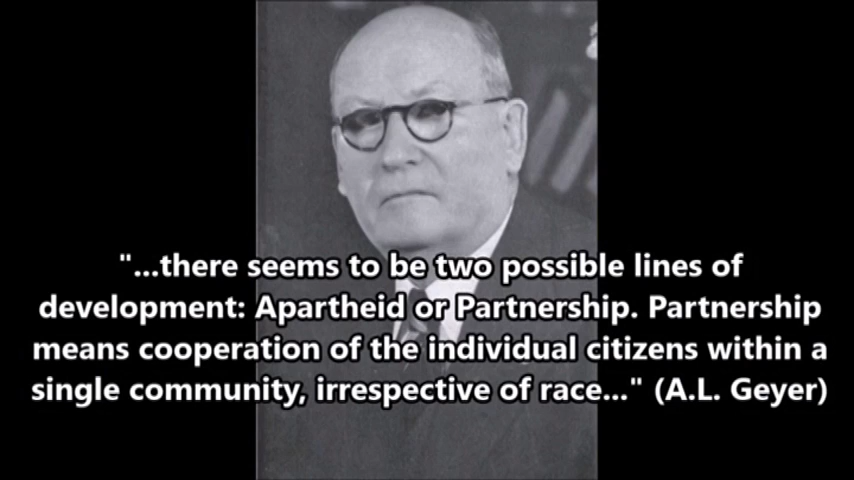 "...there seems to be two possible lines of
development: Apartheid or Partnership. Partnership
means cooperation of the individual citizens within a
single community, irrespective of race..." (A.L. Geyer)